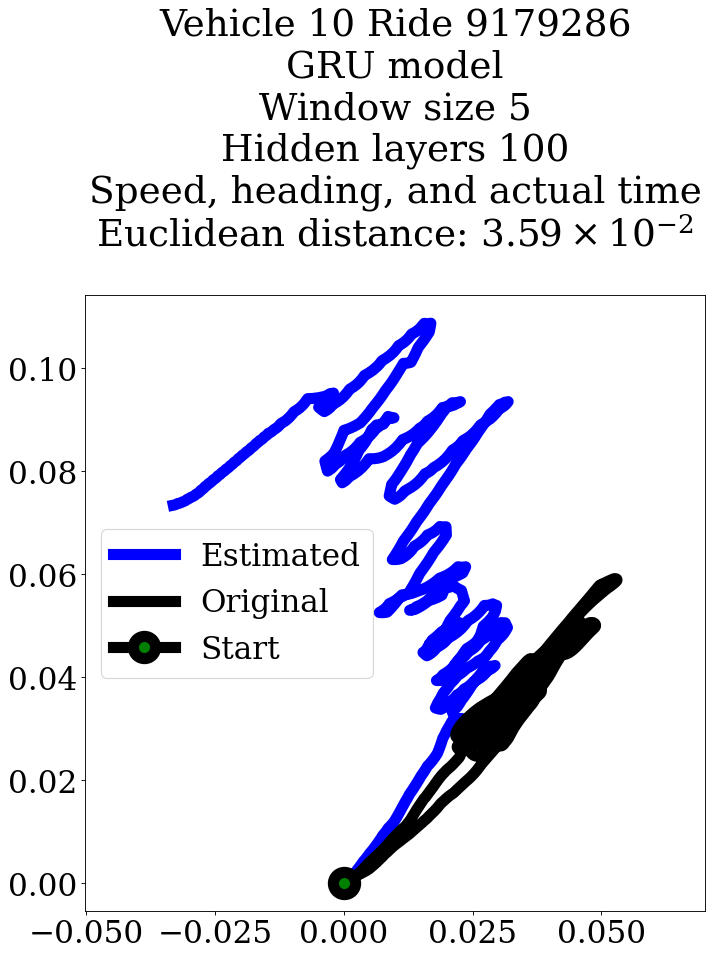 Vehicle 10 Ride 9179286
GRU model
Window size 5
Hidden layers 100
Speed, heading, and actual time
Euclidean distance: 3.59 × 10⁻²
0.10
0.08
0.06
0.04
0.02
0.00
Estimated
Original
Start
−0.050 −0.025 0.000 0.025 0.050